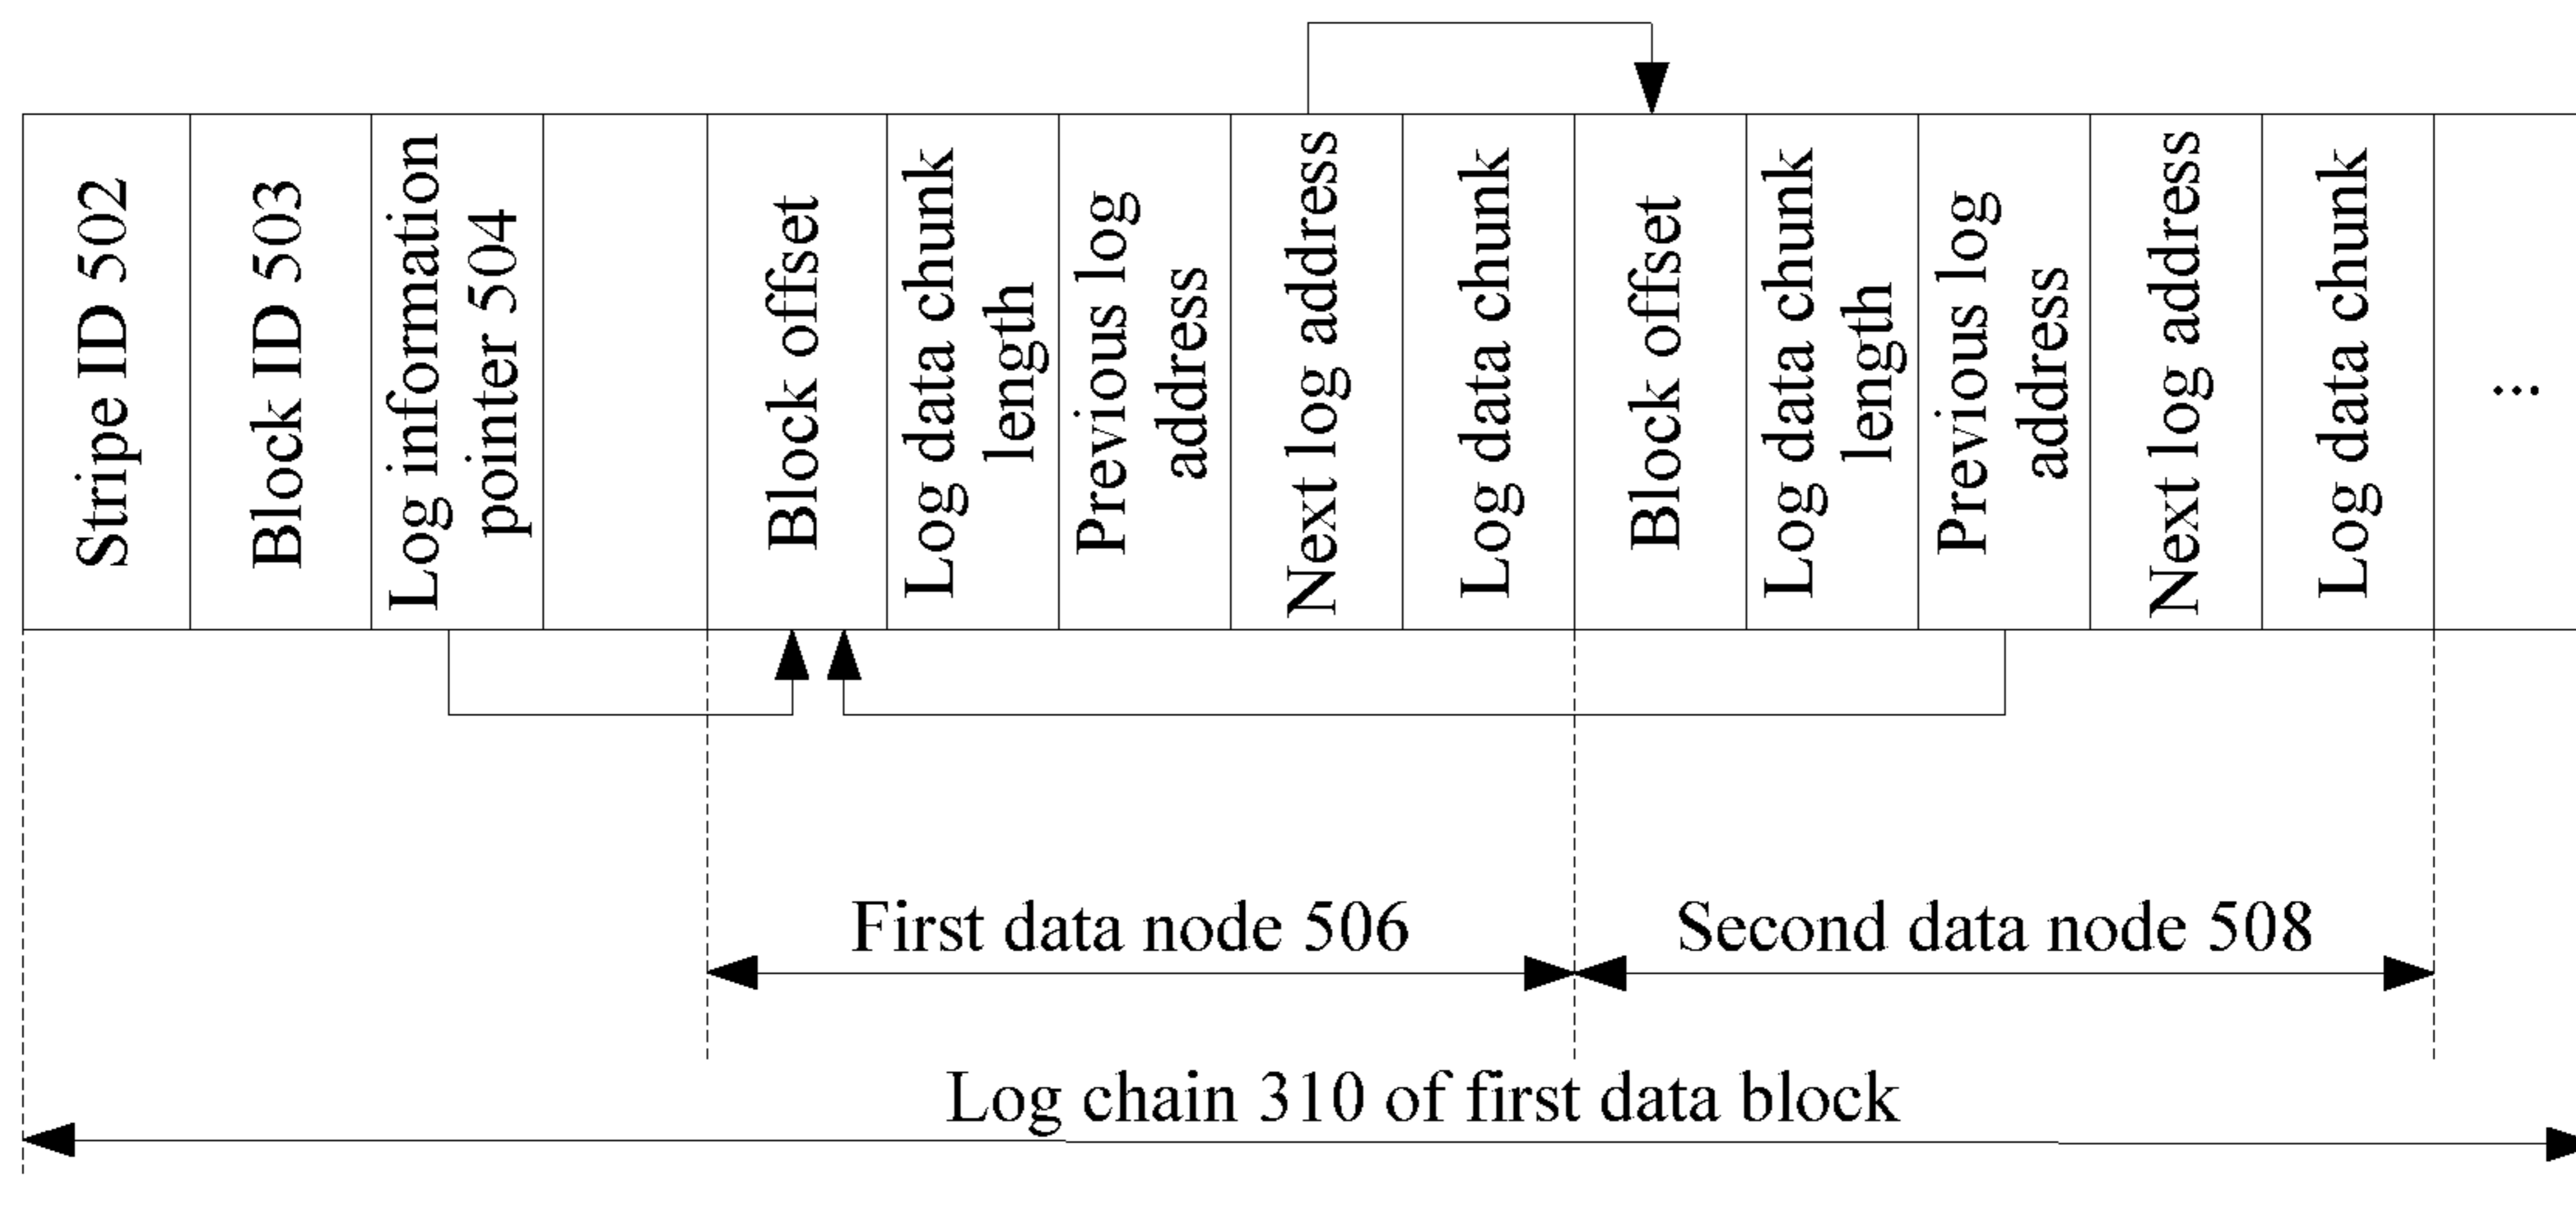 Stripe ID 502
Block ID 503
Log information
pointer 504
Block offset
Log data chunk
length
Previous log
address
Next log address
Log data chunk
Block offset
Log data chunk
length
Previous log
address
Next log address
Log data chunk
...
First data node 506
Second data node 508
Log chain 310 of first data block